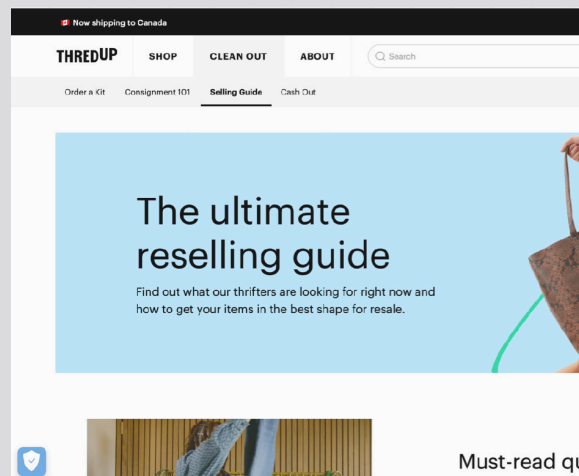 Now shipping to Canada
THREDUP SHOP CLEAN OUT ABOUT Search
Order a Kit Consignment 101 Selling Guide Cash Out
The ultimate
reselling guide
Find out what our thrifters are looking for right now and
how to get your items in the best shape for resale.
Must-read